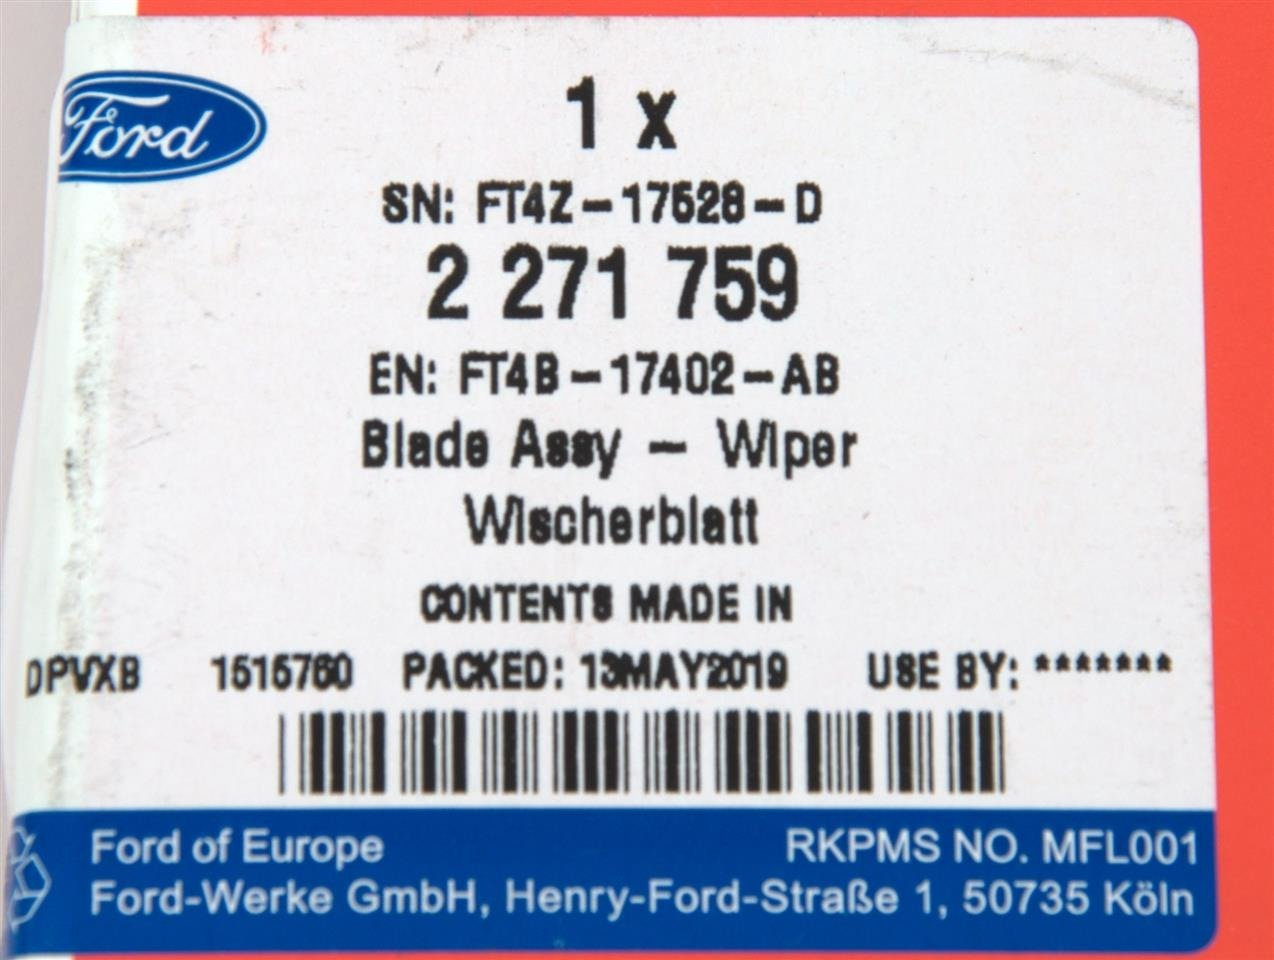 Ford
1 x
SN: FT4Z-17528-D
2 271 759
EN: FT4B-17402-AB
Blade Assy - Wiper
Wischerblatt
CONTENTS MADE IN
DPVXB 1515760 PACKED: 13MAY2019 USE BY: *******
Ford of Europe RKPMS NO. MFL001
Ford-Werke GmbH, Henry-Ford-Straße 1, 50735 Köln